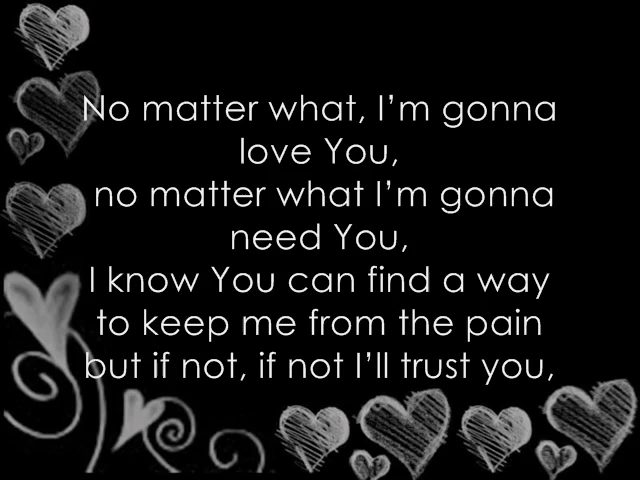 No matter what, I'm gonna
love You,
no matter what I'm gonna
need You,
I know You can find a way
to keep me from the pain
but if not, if not I'll trust you,